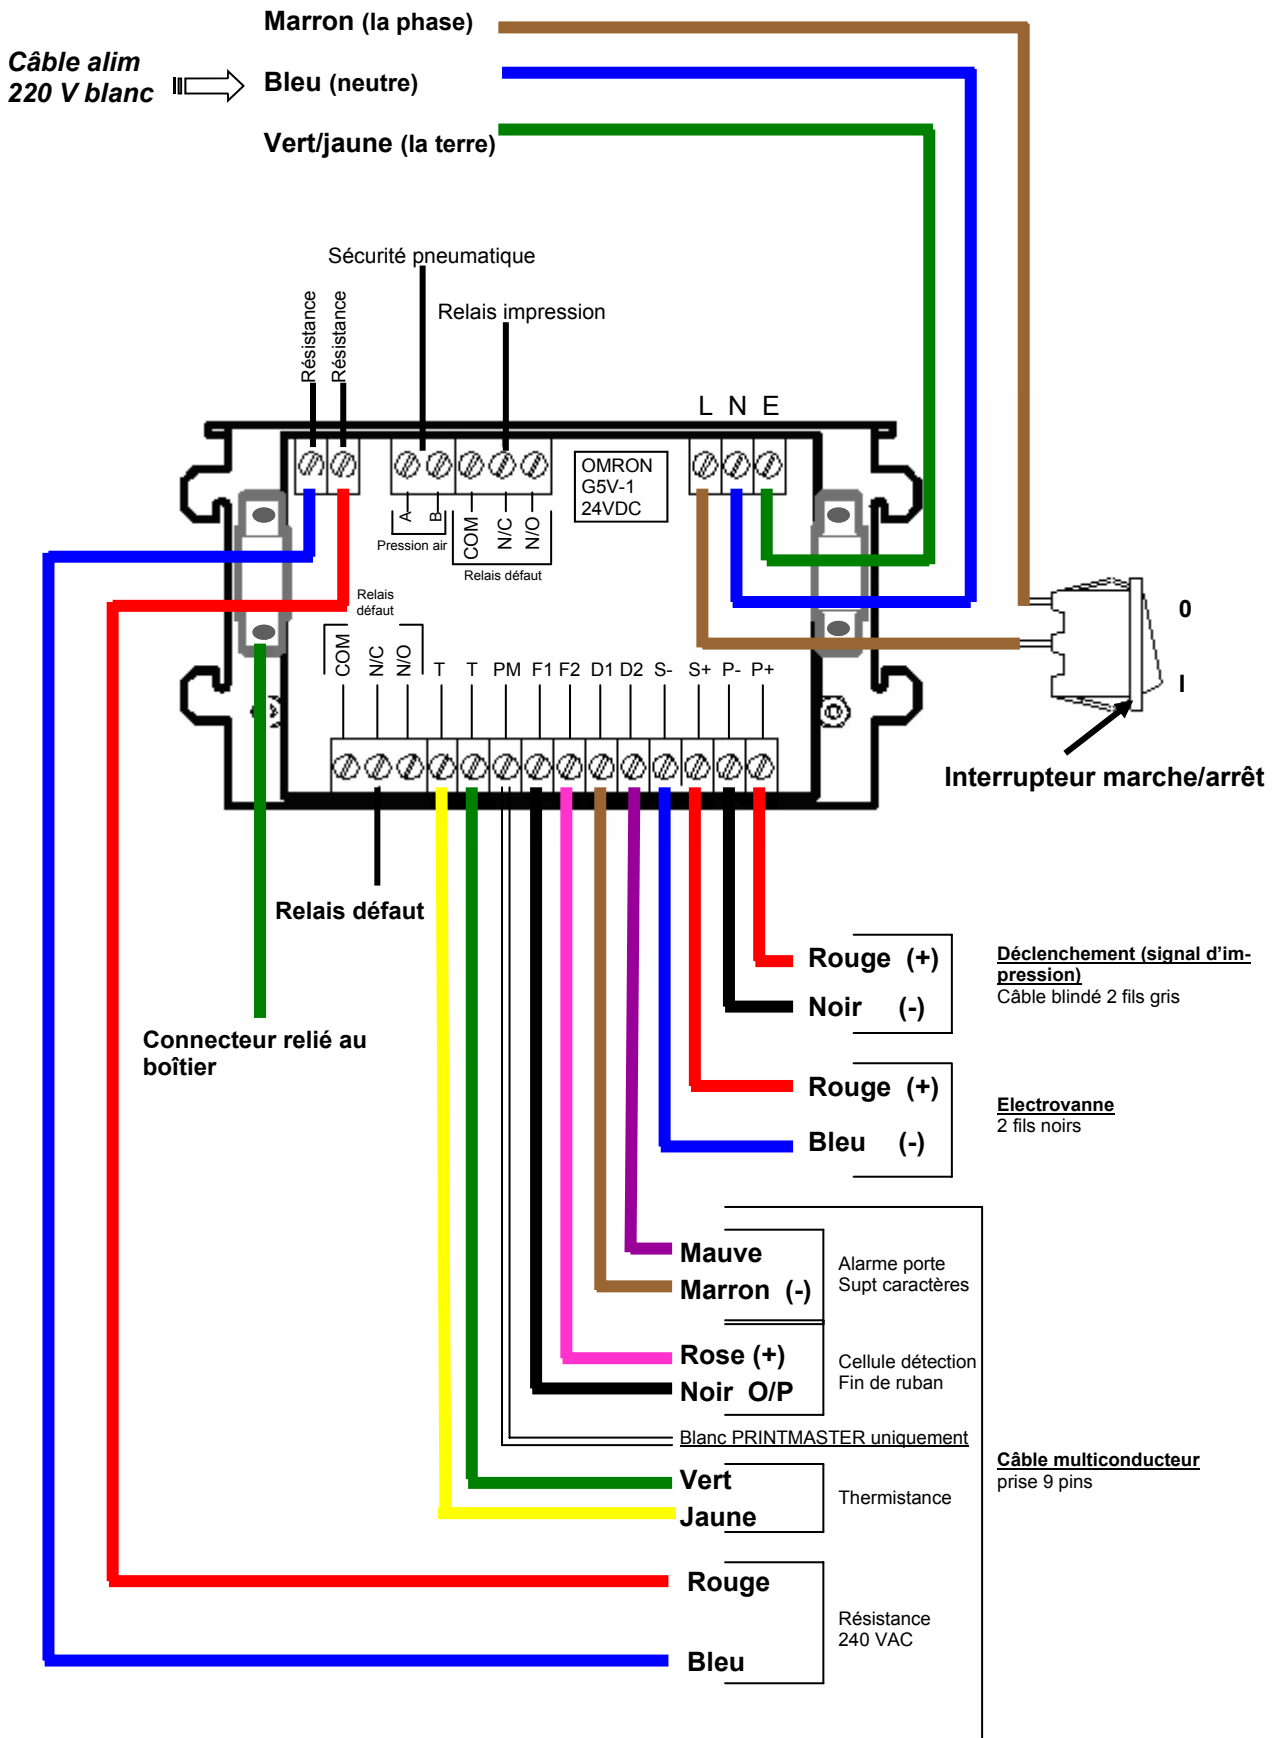 Marron (la phase)
Câble alim
220 V blanc
Bleu (neutre)
Vert/jaune (la terre)
Sécurité pneumatique
Relais impression
Résistance
Résistance
L N E
OMRON
G5V-1
24VDC
A
B
Pression air
COM
N/C
N/O
Relais défaut
Relais
défaut
COM
N/C
N/O
T T PM F1 F2 D1 D2 S- S+ P- P+
0
I
Interrupteur marche/arrêt
Relais défaut
Connecteur relié au
boîtier
Rouge (+)
Noir (-)
Déclenchement (signal d’im-
pression)
Câble blindé 2 fils gris
Rouge (+)
Bleu (-)
Electrovanne
2 fils noirs
Mauve
Marron (-)
Alarme porte
Supt caractères
Rose (+)
Noir O/P
Cellule détection
Fin de ruban
Blanc PRINTMASTER uniquement
Vert
Jaune
Thermistance
Câble multiconducteur
prise 9 pins
Rouge
Bleu
Résistance
240 VAC